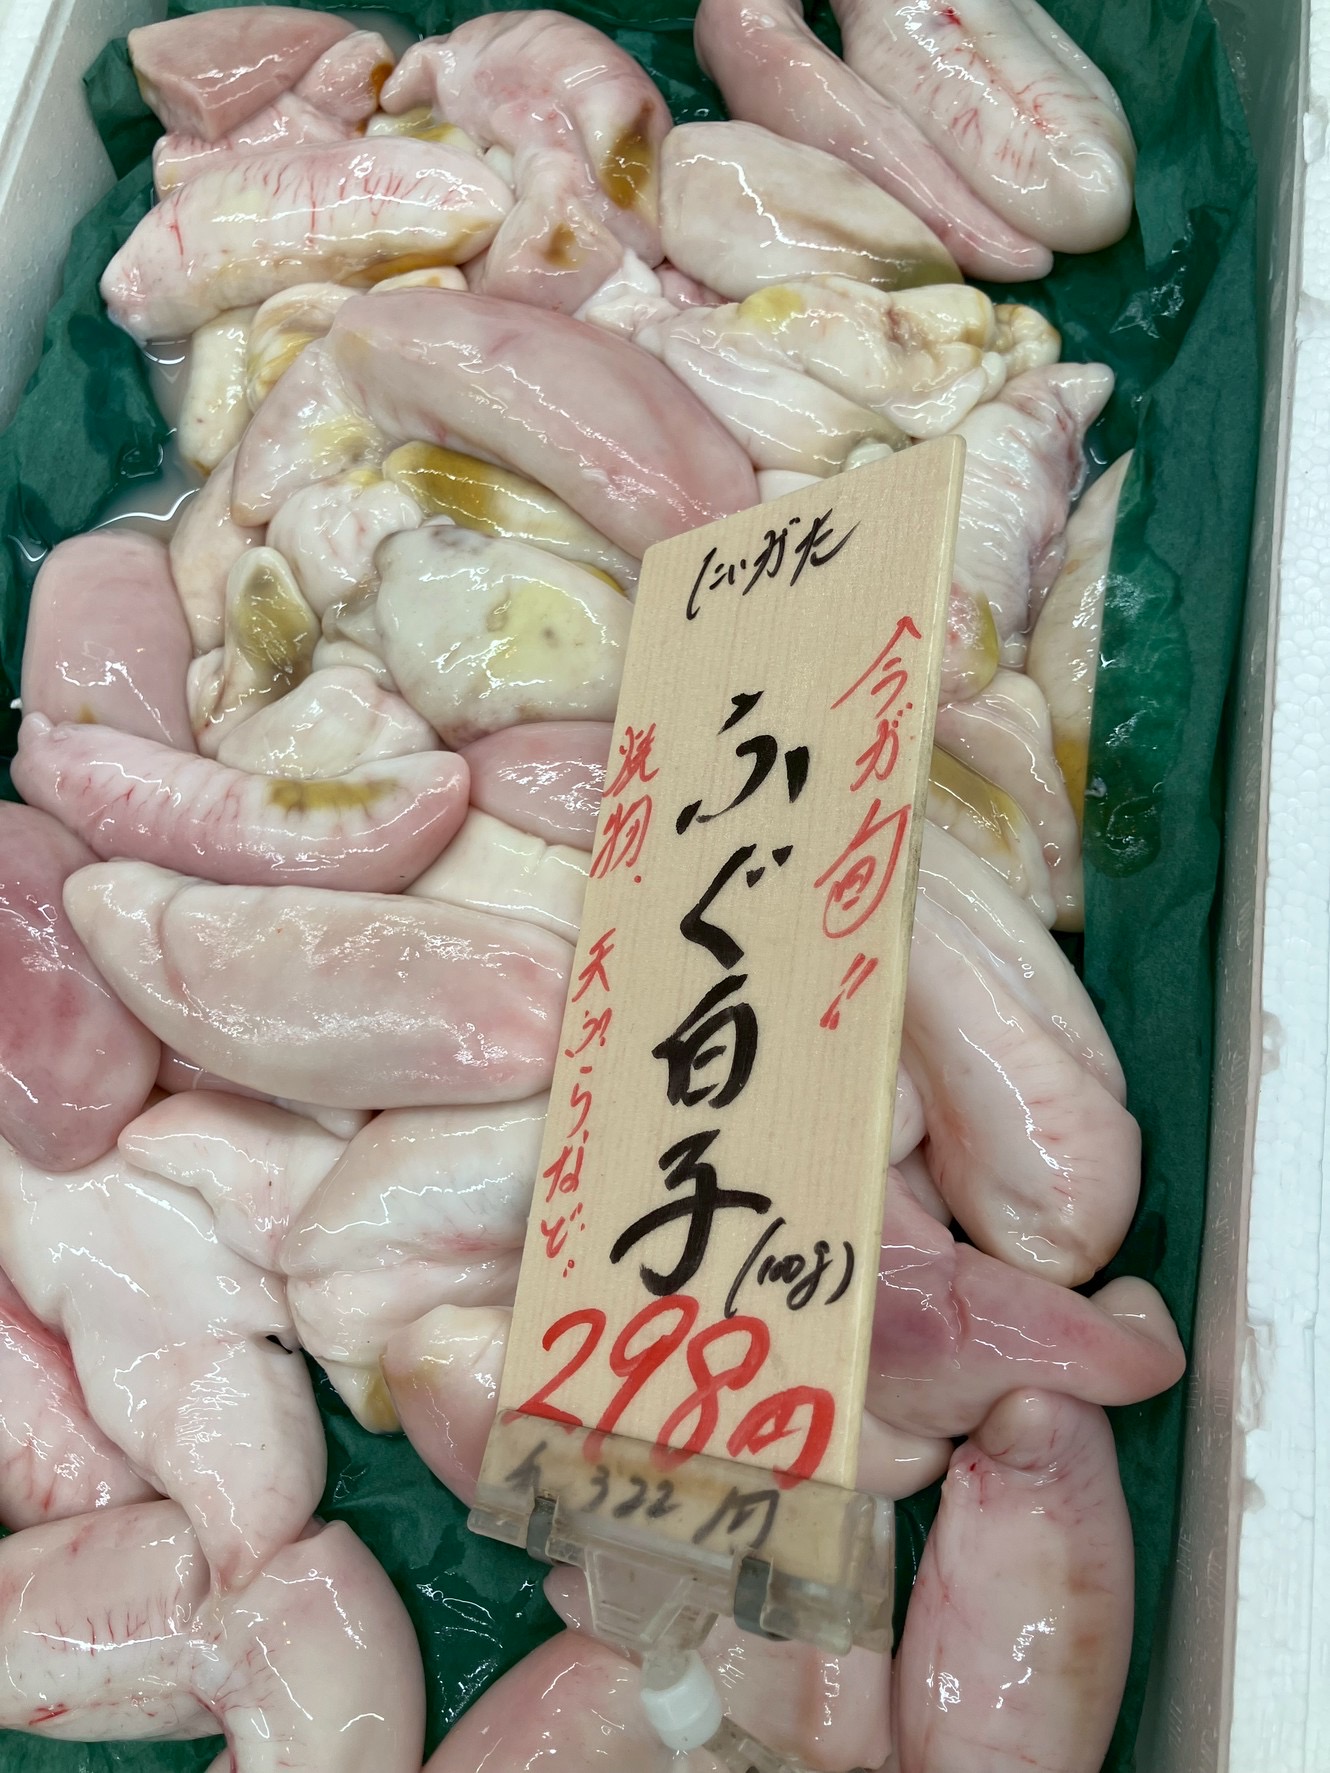 にいがた
今が旬!!
ふぐ白子
(100g)
焼物.
天ぷらなど.
298円
322円